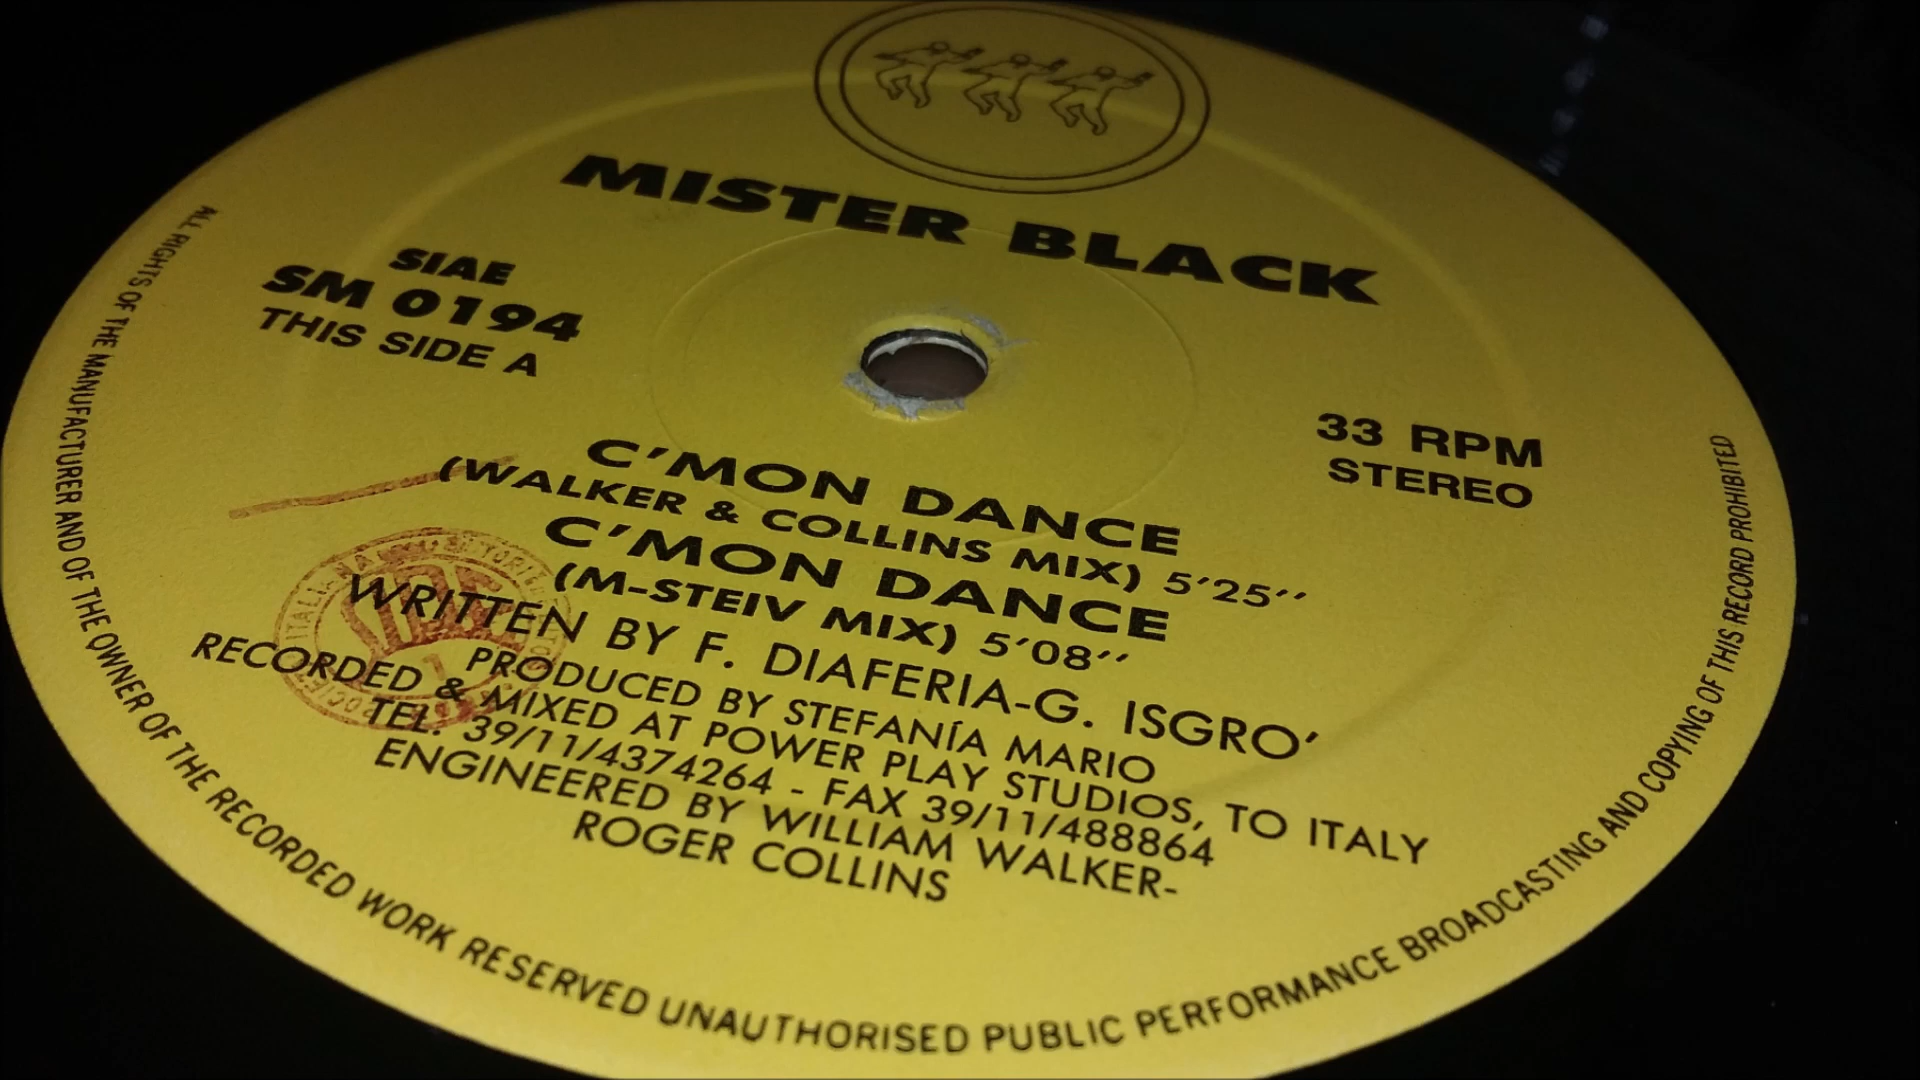 MISTER BLACK
SIAE
SM 0194
THIS SIDE A
33 RPM
STEREO
C'MON DANCE
(WALKER & COLLINS MIX) 5'25''
C'MON DANCE
(M-STEIV MIX) 5'08''
WRITTEN BY F. DIAFERIA-G. ISGRO'
PRODUCED BY STEFANÍA MARIO
RECORDED & MIXED AT POWER PLAY STUDIOS, TO ITALY
TEL. 39/11/4374264 - FAX 39/11/488864
ENGINEERED BY WILLIAM WALKER-
ROGER COLLINS
ALL RIGHTS OF THE MANUFACTURER AND OF THE OWNER OF THE RECORDED WORK RESERVED UNAUTHORISED PUBLIC PERFORMANCE BROADCASTING AND COPYING OF THIS RECORD PROHIBITED